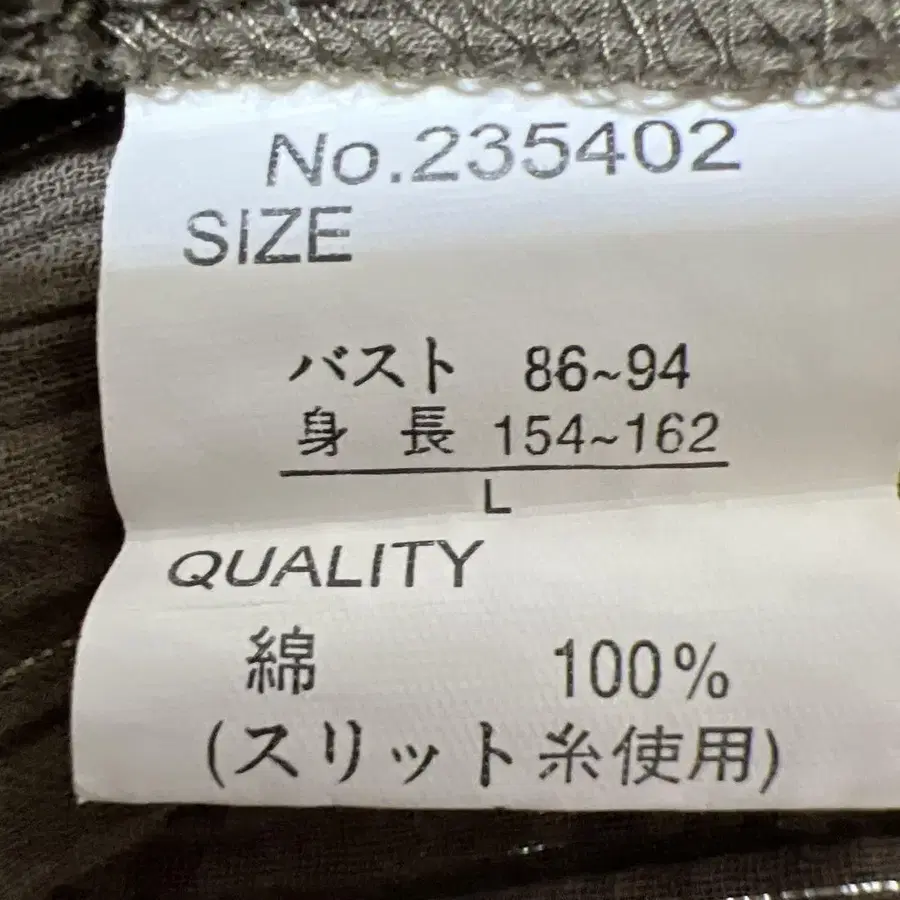 No.235402
SIZE
バスト 86~94
身 長 154~162
L
QUALITY
綿 100%
(スリット糸使用)